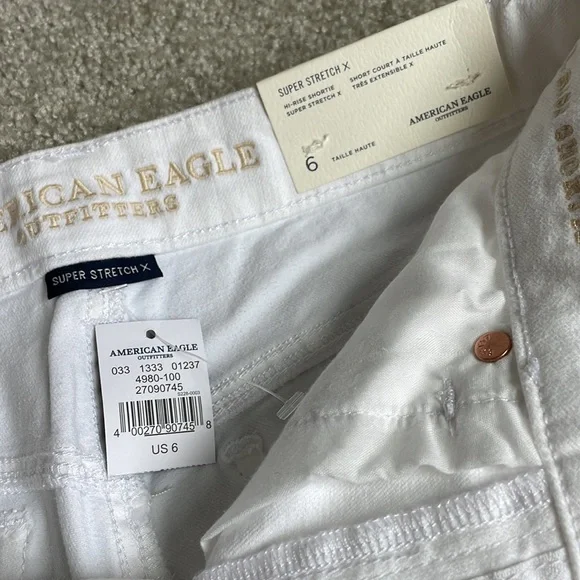 SUPER STRETCH X
HI-RISE SHORTIE
SUPER STRETCH X
SHORT COURT À TAILLE HAUTE
TRÈS EXTENSIBLE X
AMERICAN EAGLE
OUTFITTERS
6
TAILLE HAUTE
ICAN EAGLE
OUTFITTERS
SUPER STRETCH X
AMERICAN EAGLE
OUTFITTERS
033 1333 01237
4980-100
27090745
S228-0003
4 00270 90745 8
US 6